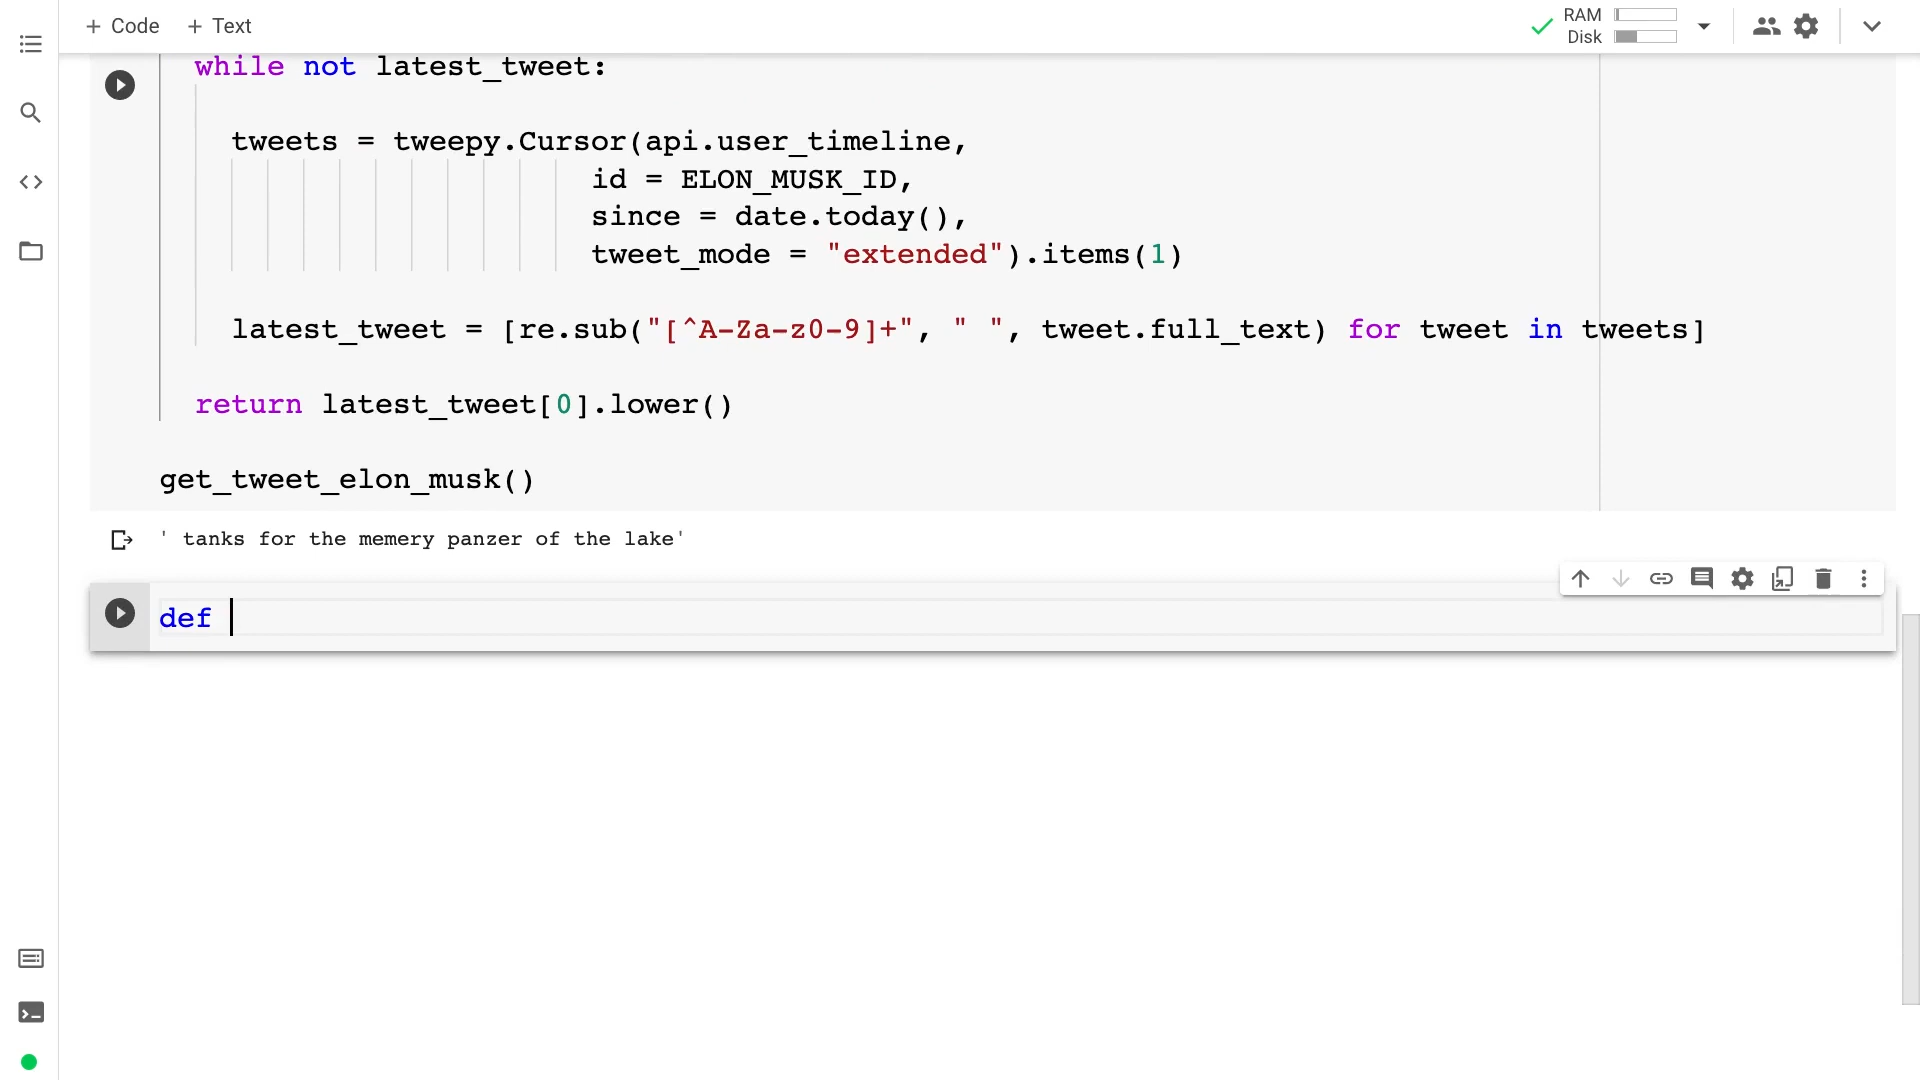 + Code + Text
RAM
Disk
while not latest_tweet:
tweets = tweepy.Cursor(api.user_timeline,
id = ELON_MUSK_ID,
since = date.today(),
tweet_mode = "extended").items(1)
latest_tweet = [re.sub("[^A-Za-z0-9]+", " ", tweet.full_text) for tweet in tweets]
return latest_tweet[0].lower()
get_tweet_elon_musk()
' tanks for the memery panzer of the lake'
def